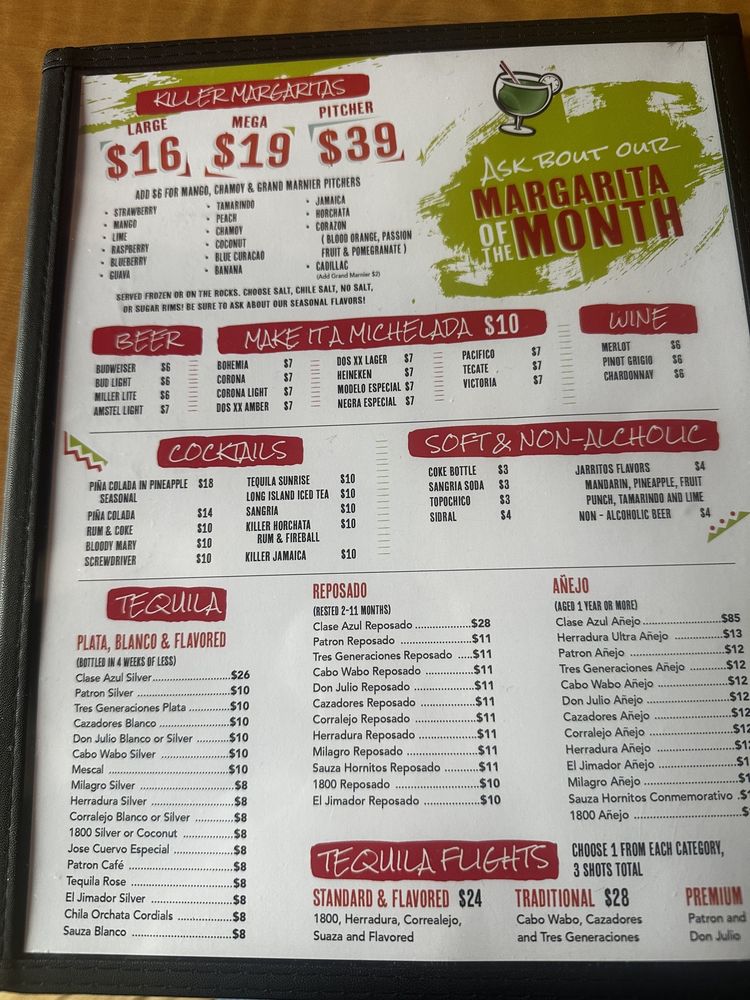 KILLER MARGARITAS
LARGE MEGA PITCHER
$16 $19 $39
ADD $6 FOR MANGO, CHAMOY & GRAND MARNIER PITCHERS
• STRAWBERRY
• MANGO
• LIME
• RASPBERRY
• BLUEBERRY
• GUAVA
• TAMARINDO
• PEACH
• CHAMOY
• COCONUT
• BLUE CURACAO
• BANANA
• JAMAICA
• HORCHATA
• CORAZON
( BLOOD ORANGE, PASSION
FRUIT & POMEGRANATE )
• CADILLAC
(Add Grand Marnier $2)
SERVED FROZEN OR ON THE ROCKS. CHOOSE SALT, CHILE SALT, NO SALT,
OR SUGAR RIMS! BE SURE TO ASK ABOUT OUR SEASONAL FLAVORS!
ASK BOUT OUR
MARGARITA
OF THE MONTH
BEER
BUDWEISER $6
BUD LIGHT $6
MILLER LITE $6
AMSTEL LIGHT $7
MAKE IT A MICHELADA $10
BOHEMIA $7
CORONA $7
CORONA LIGHT $7
DOS XX AMBER $7
DOS XX LAGER $7
HEINEKEN $7
MODELO ESPECIAL $7
NEGRA ESPECIAL $7
PACIFICO $7
TECATE $7
VICTORIA $7
WINE
MERLOT $6
PINOT GRIGIO $6
CHARDONNAY $6
COCKTAILS
PIÑA COLADA IN PINEAPPLE $18
SEASONAL
PIÑA COLADA $14
RUM & COKE $10
BLOODY MARY $10
SCREWDRIVER $10
TEQUILA SUNRISE $10
LONG ISLAND ICED TEA $10
SANGRIA $10
KILLER HORCHATA $10
RUM & FIREBALL
KILLER JAMAICA $10
SOFT & NON-ALCHOLIC
COKE BOTTLE $3
SANGRIA SODA $3
TOPOCHICO $3
SIDRAL $4
JARRITOS FLAVORS $4
MANDARIN, PINEAPPLE, FRUIT
PUNCH, TAMARINDO AND LIME
NON - ALCOHOLIC BEER $4
TEQUILA
PLATA, BLANCO & FLAVORED
(BOTTLED IN 4 WEEKS OF LESS)
Clase Azul Silver.......................$26
Patron Silver ............................$10
Tres Generaciones Plata ...........$10
Cazadores Blanco .....................$10
Don Julio Blanco or Silver .........$10
Cabo Wabo Silver ....................$10
Mescal .....................................$10
Milagro Silver ............................$8
Herradura Silver ........................$8
Corralejo Blanco or Silver ..........$8
1800 Silver or Coconut ..............$8
Jose Cuervo Especial .................$8
Patron Café ...............................$8
Tequila Rose ..............................$8
El Jimador Silver ........................$8
Chila Orchata Cordials ...............$8
Sauza Blanco .............................$8
REPOSADO
(RESTED 2-11 MONTHS)
Clase Azul Reposado ................$28
Patron Reposado ......................$11
Tres Generaciones Reposado .....$11
Cabo Wabo Reposado ...............$11
Don Julio Reposado ..................$11
Cazadores Reposado .................$11
Corralejo Reposado ...................$11
Herradura Reposado ..................$11
Milagro Reposado .....................$11
Sauza Hornitos Reposado ..........$11
1800 Reposado ........................$10
El Jimador Reposado .................$10
AÑEJO
(AGED 1 YEAR OR MORE)
Clase Azul Añejo........................$85
Herradura Ultra Añejo ..............$13
Patron Añejo ............................$12
Tres Generaciones Añejo ..........$12
Cabo Wabo Añejo ....................$12
Don Julio Añejo ........................$12
Cazadores Añejo.......................$12
Corralejo Añejo ........................$12
Herradura Añejo .......................$1
El Jimador Añejo ......................$1
Milagro Añejo ..........................$1
Sauza Hornitos Conmemorativo .$1
1800 Añejo ..............................$
TEQUILA FLIGHTS
CHOOSE 1 FROM EACH CATEGORY,
3 SHOTS TOTAL
STANDARD & FLAVORED $24
1800, Herradura, Correalejo,
Suaza and Flavored
TRADITIONAL $28
Cabo Wabo, Cazadores
and Tres Generaciones
PREMIUM
Patron and
Don Julio